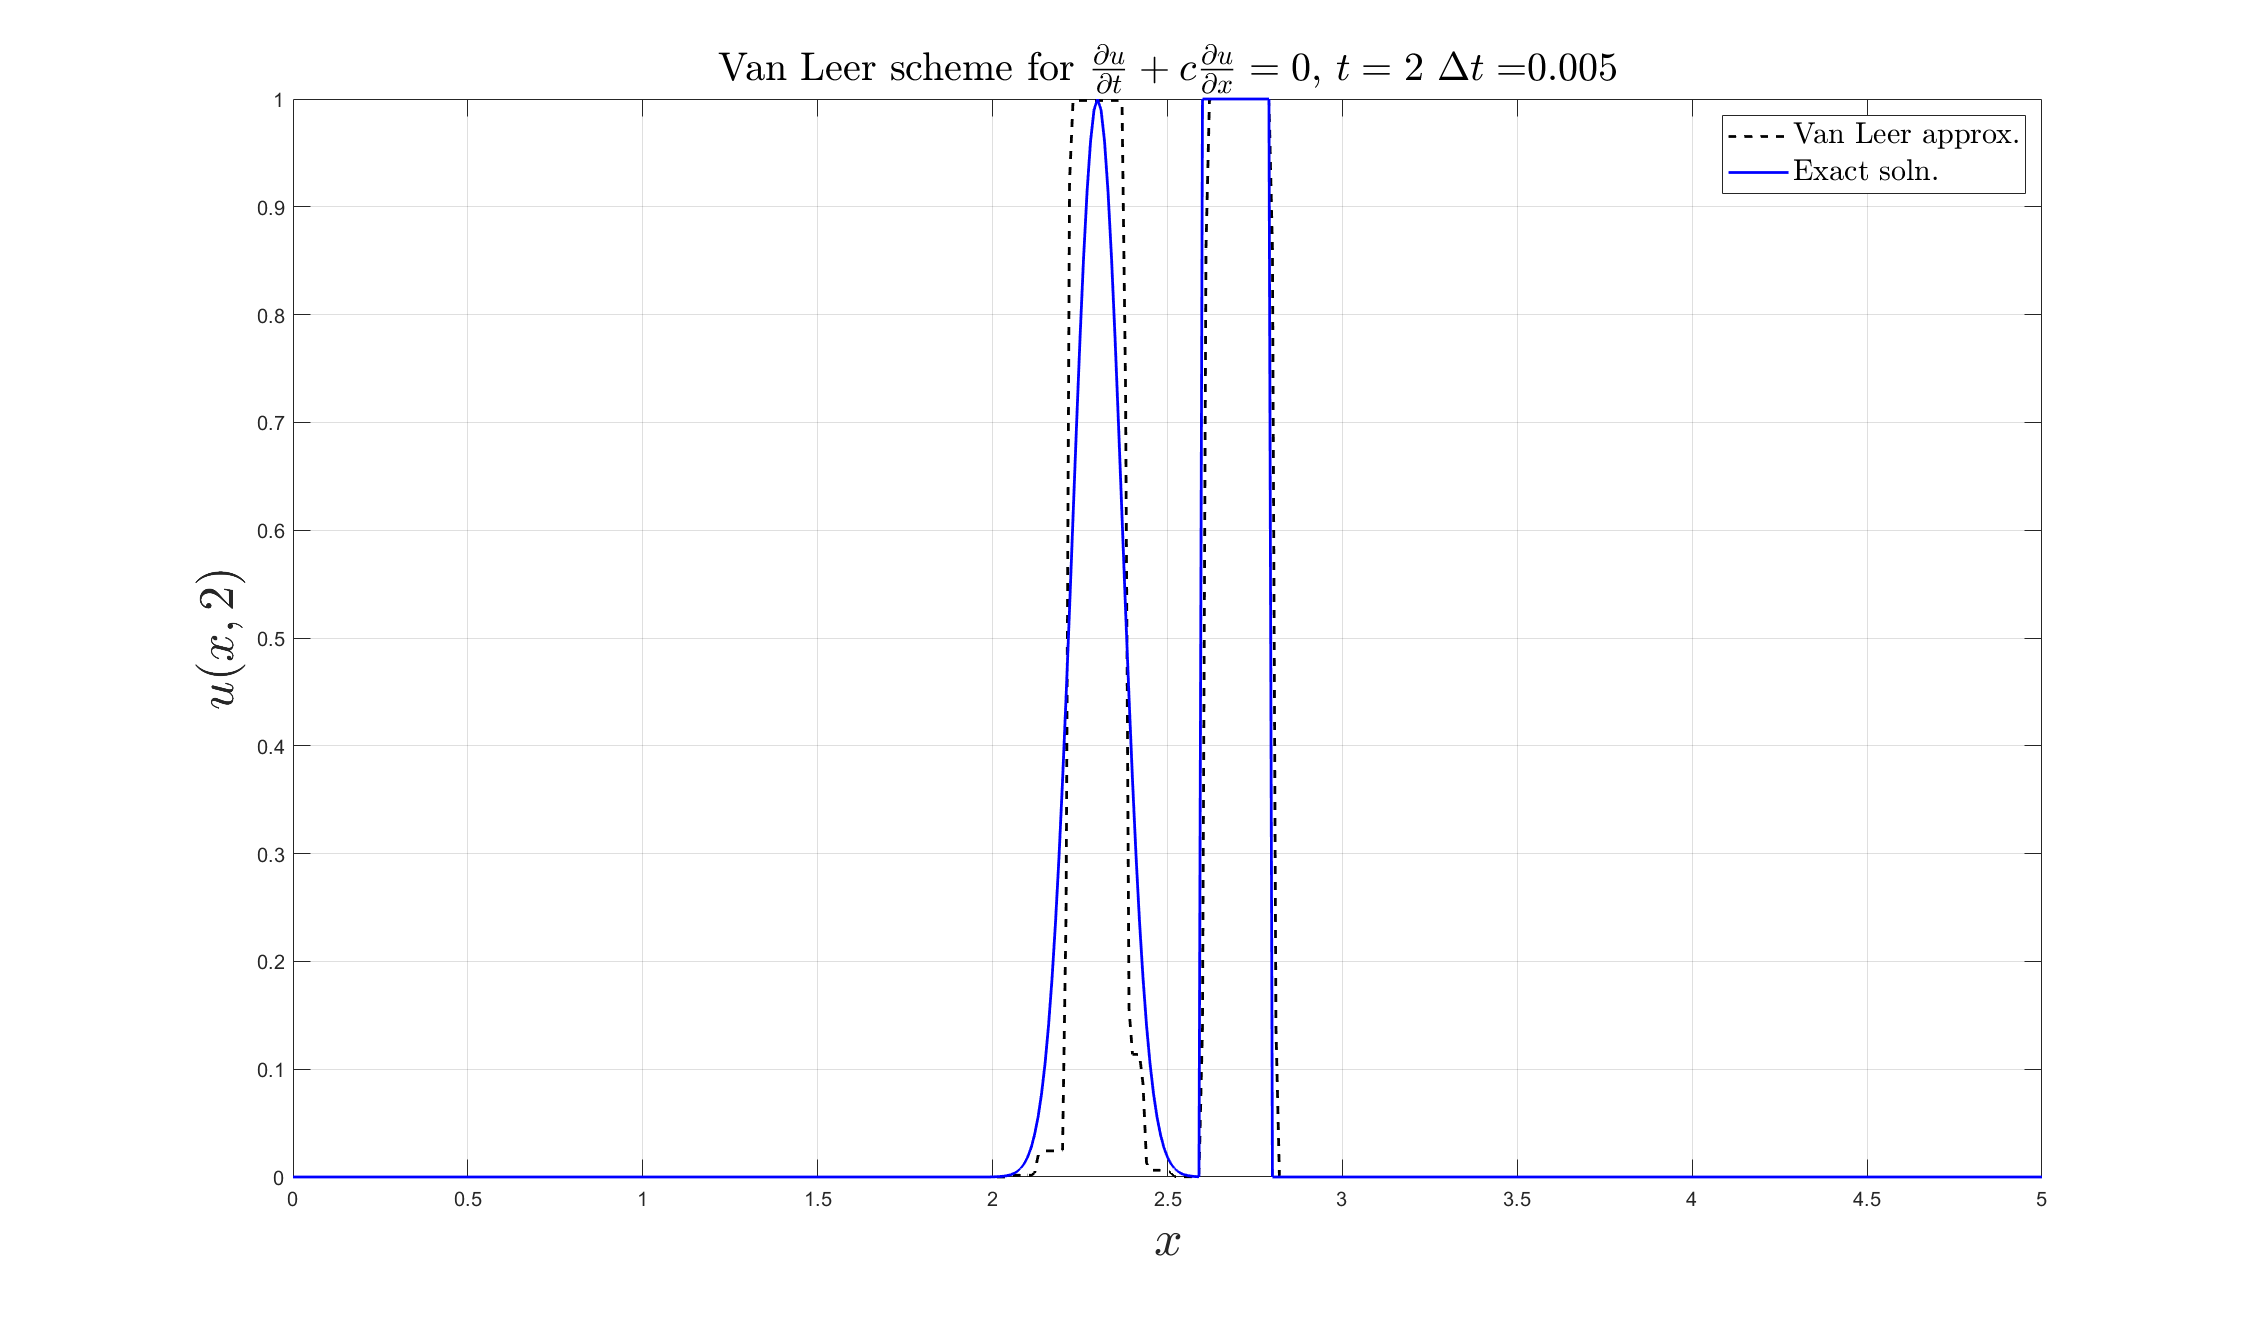 Van Leer scheme for ∂u/∂t + c ∂u/∂x = 0, t = 2 Δt =0.005
1
0.9
0.8
0.7
0.6
0.5
0.4
0.3
0.2
0.1
0
u(x, 2)
Van Leer approx.
Exact soln.
0 0.5 1 1.5 2 2.5 3 3.5 4 4.5 5
x